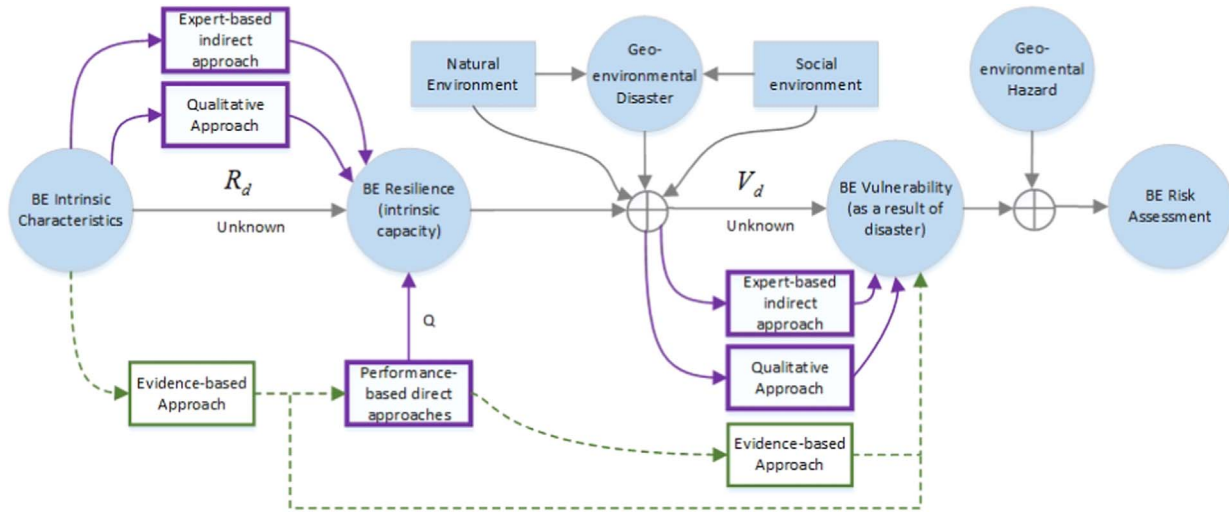 Expert-based
indirect
approach
Qualitative
Approach
BE Intrinsic
Characteristics
R_d
Unknown
BE Resilience
(intrinsic
capacity)
Natural
Environment
Geo-
environmental
Disaster
Social
environment
V_d
Unknown
BE Vulnerability
(as a result of
disaster)
Geo-
environmental
Hazard
BE Risk
Assessment
Expert-based
indirect
approach
Qualitative
Approach
Q
Evidence-based
Approach
Performance-
based direct
approaches
Evidence-based
Approach